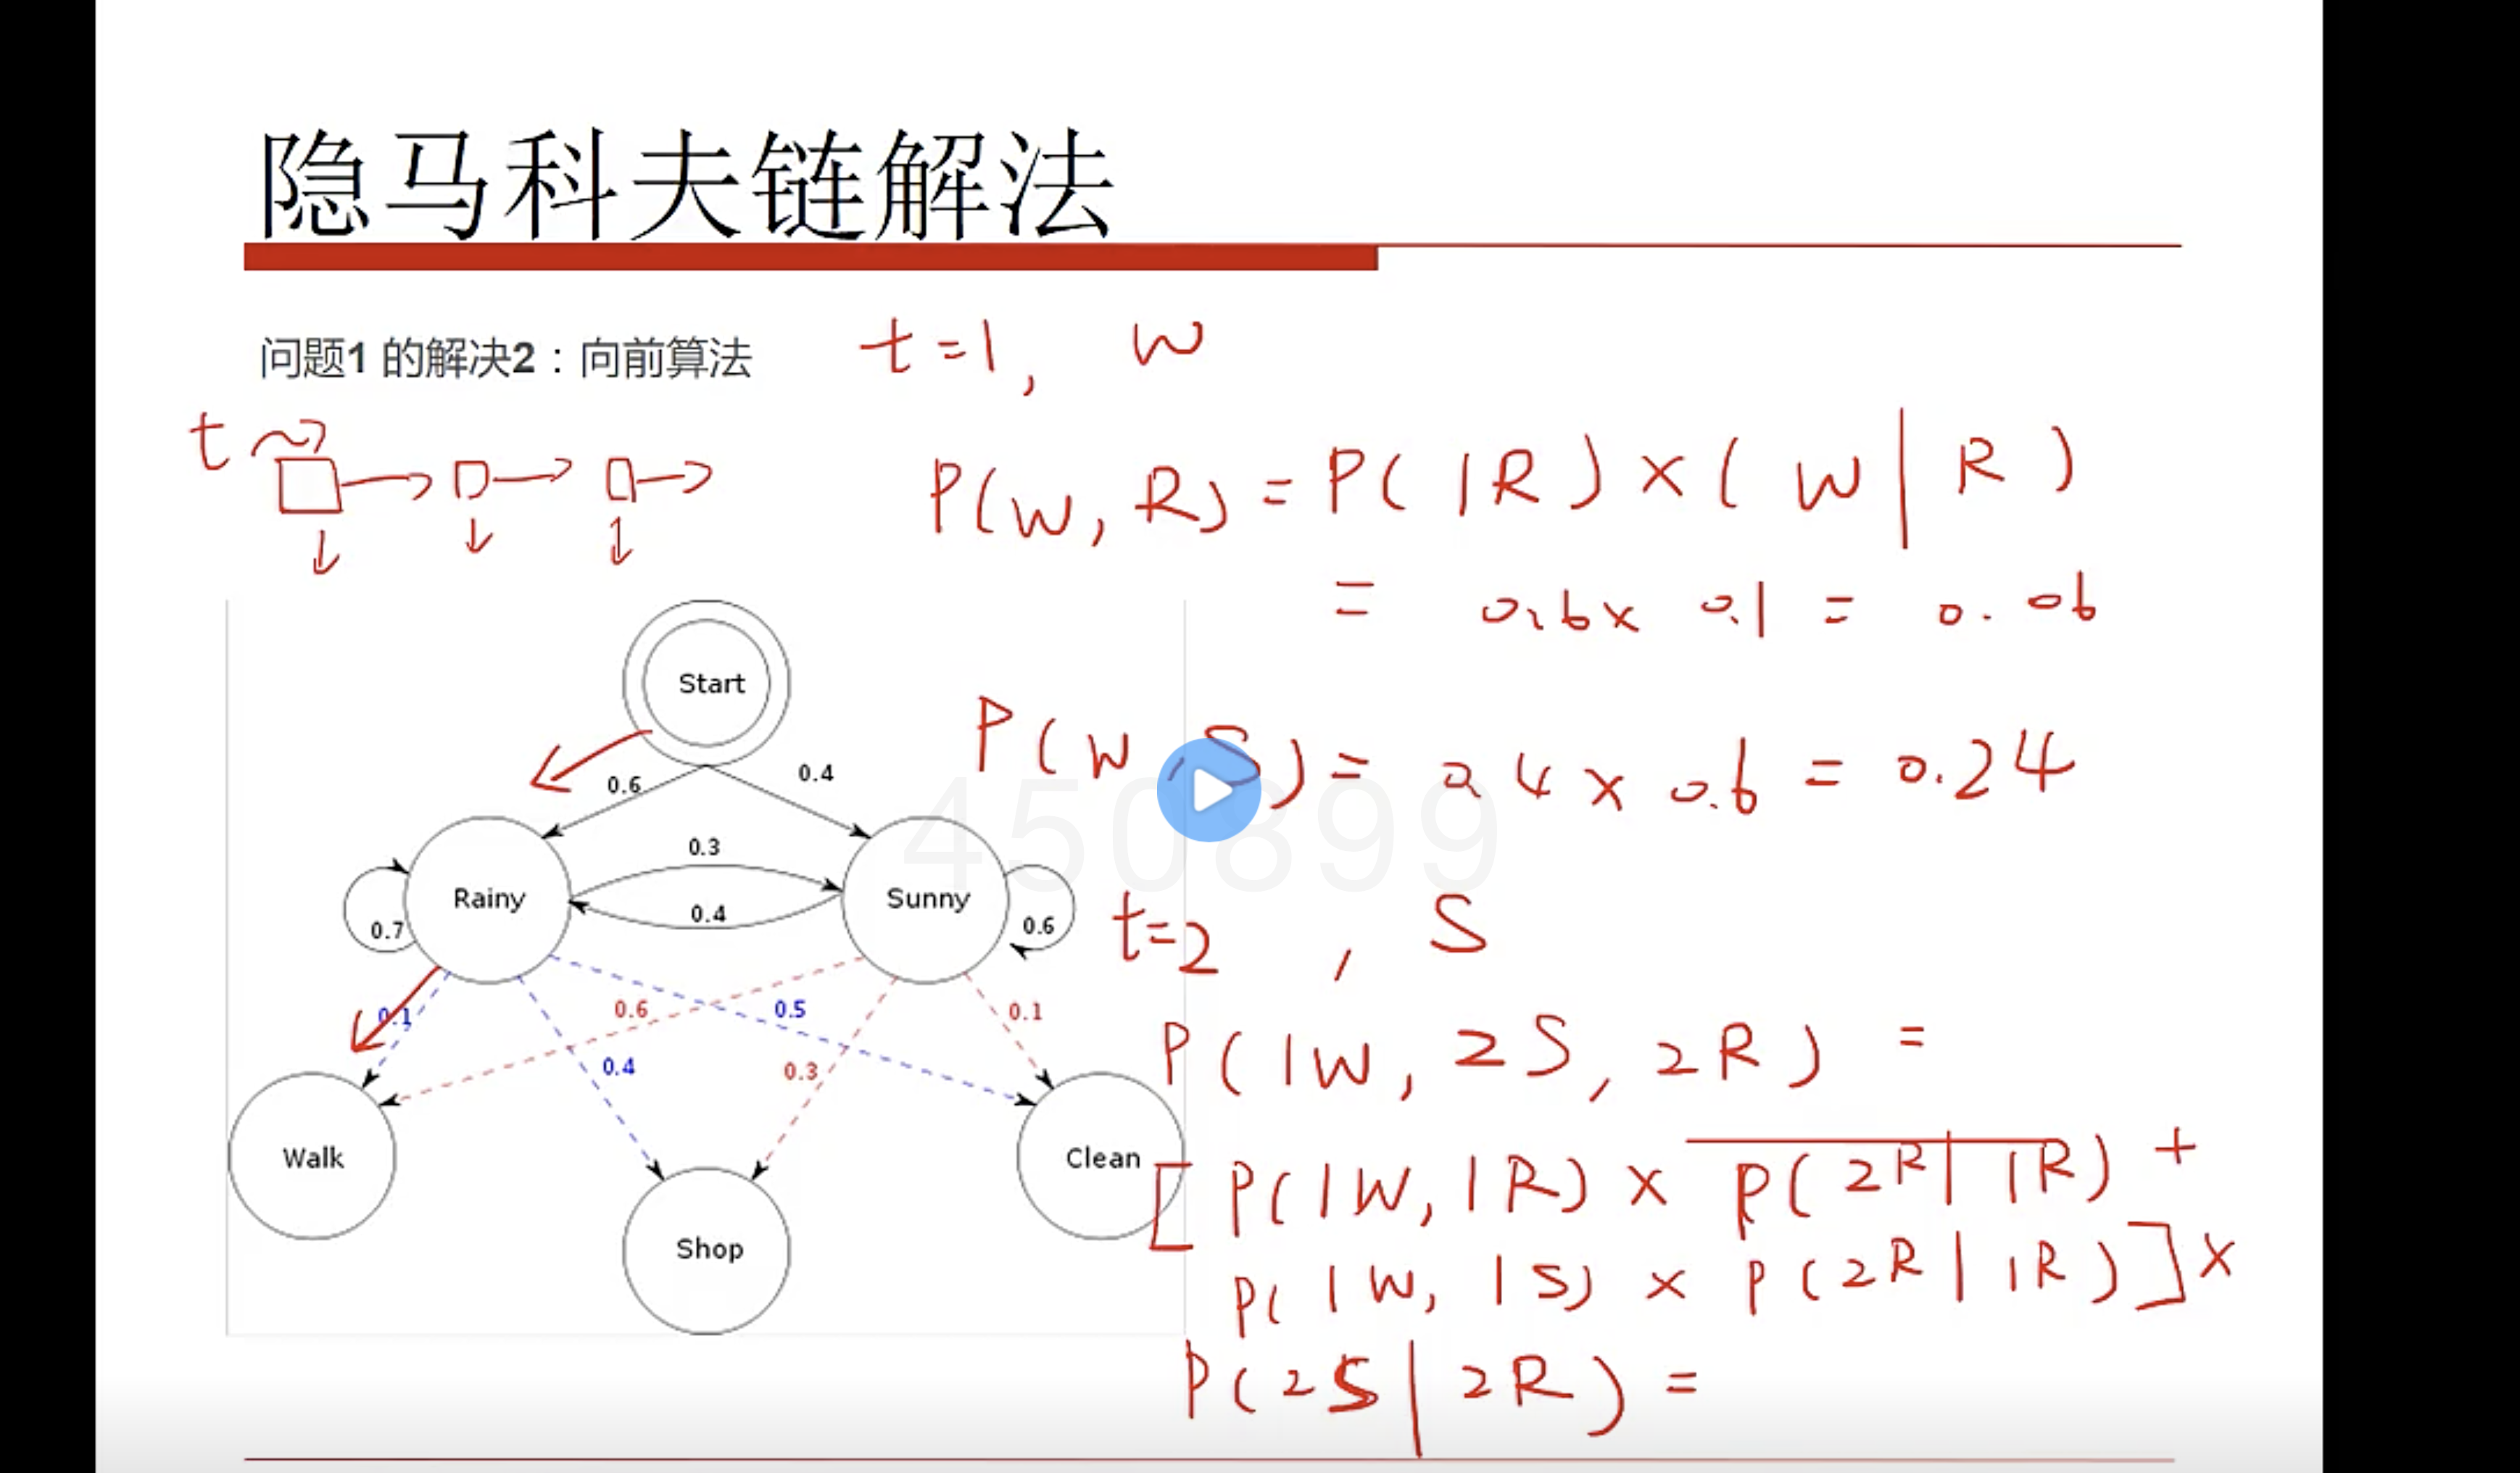 隐马科夫链解法
问题1 的解决2：向前算法
t=1, W
t
P(W, R) = P(1R) × (W | R)
= 0.6 × 0.1 = 0.06
Start
P(W, S) = 0.4 × 0.6 = 0.24
0.6
0.4
450899
0.3
Rainy
Sunny
0.4
0.7
0.6
t=2 , S
0.1
0.6
0.5
0.1
P(1W, 2S, 2R) =
0.4
0.3
Walk
Clean
Shop
[P(1W, 1R) × P(2R | 1R) +
P(1W, 1S) × P(2R | 1R)] ×
P(2S | 2R) =